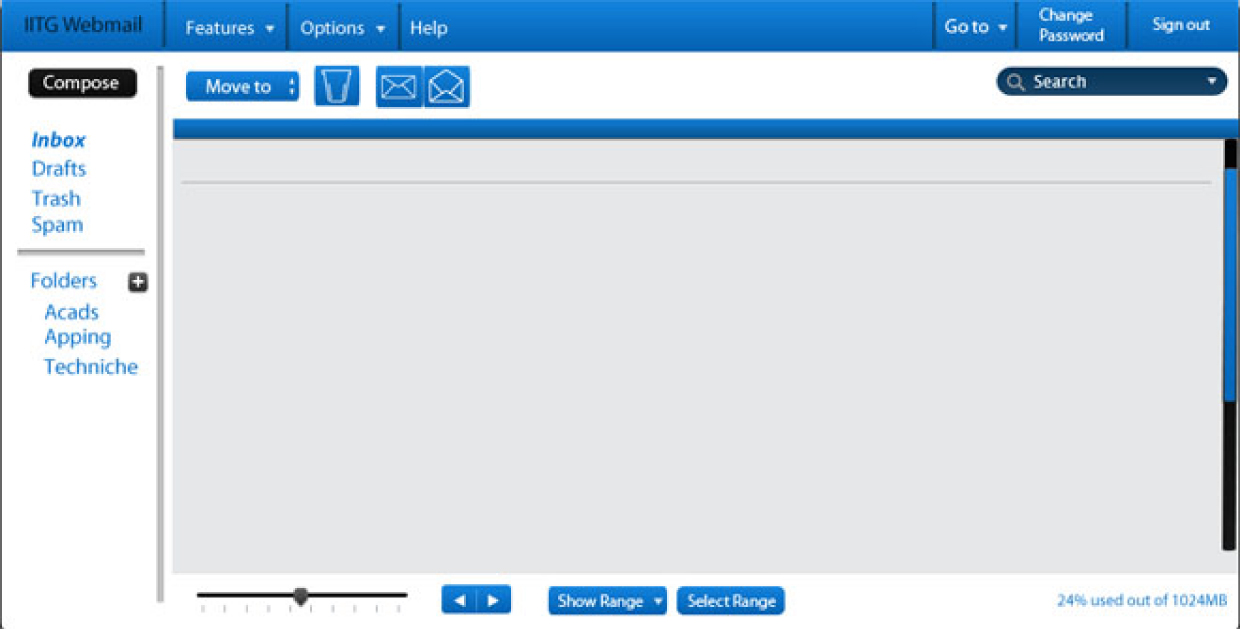 IITG Webmail
Features
Options
Help
Go to
Change
Password
Sign out
Compose
Move to
Search
Inbox
Drafts
Trash
Spam
Folders
Acads
Apping
Techniche
Show Range
Select Range
24% used out of 1024MB